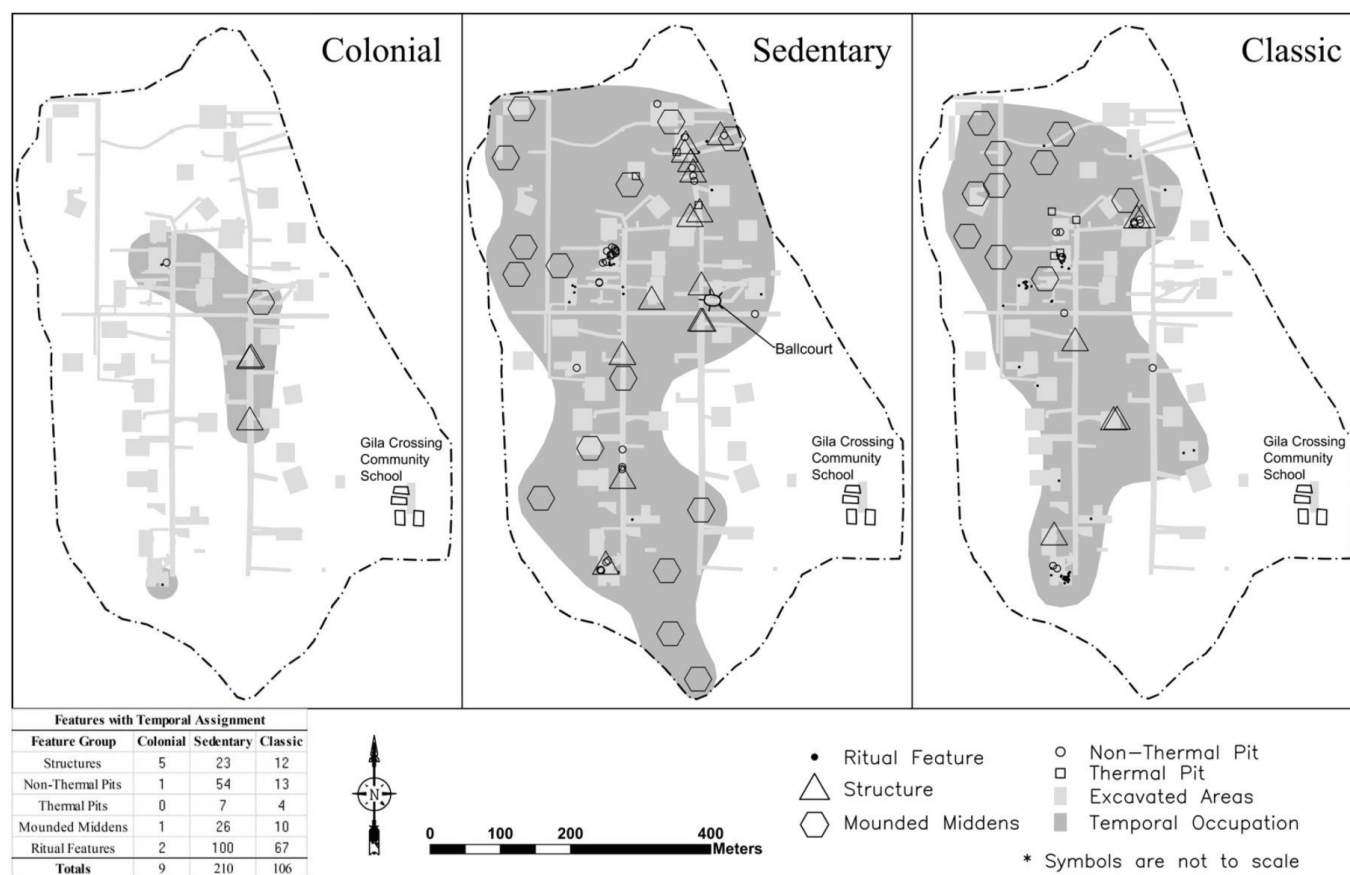 Colonial
Sedentary
Classic
Ballcourt
Gila Crossing
Community
School
Gila Crossing
Community
School
Gila Crossing
Community
School
Features with Temporal Assignment
Feature Group Colonial Sedentary Classic
Structures 5 23 12
Non-Thermal Pits 1 54 13
Thermal Pits 0 7 4
Mounded Middens 1 26 10
Ritual Features 2 100 67
Totals 9 210 106
N
0 100 200 400
Meters
Ritual Feature
Structure
Mounded Middens
Non-Thermal Pit
Thermal Pit
Excavated Areas
Temporal Occupation
* Symbols are not to scale